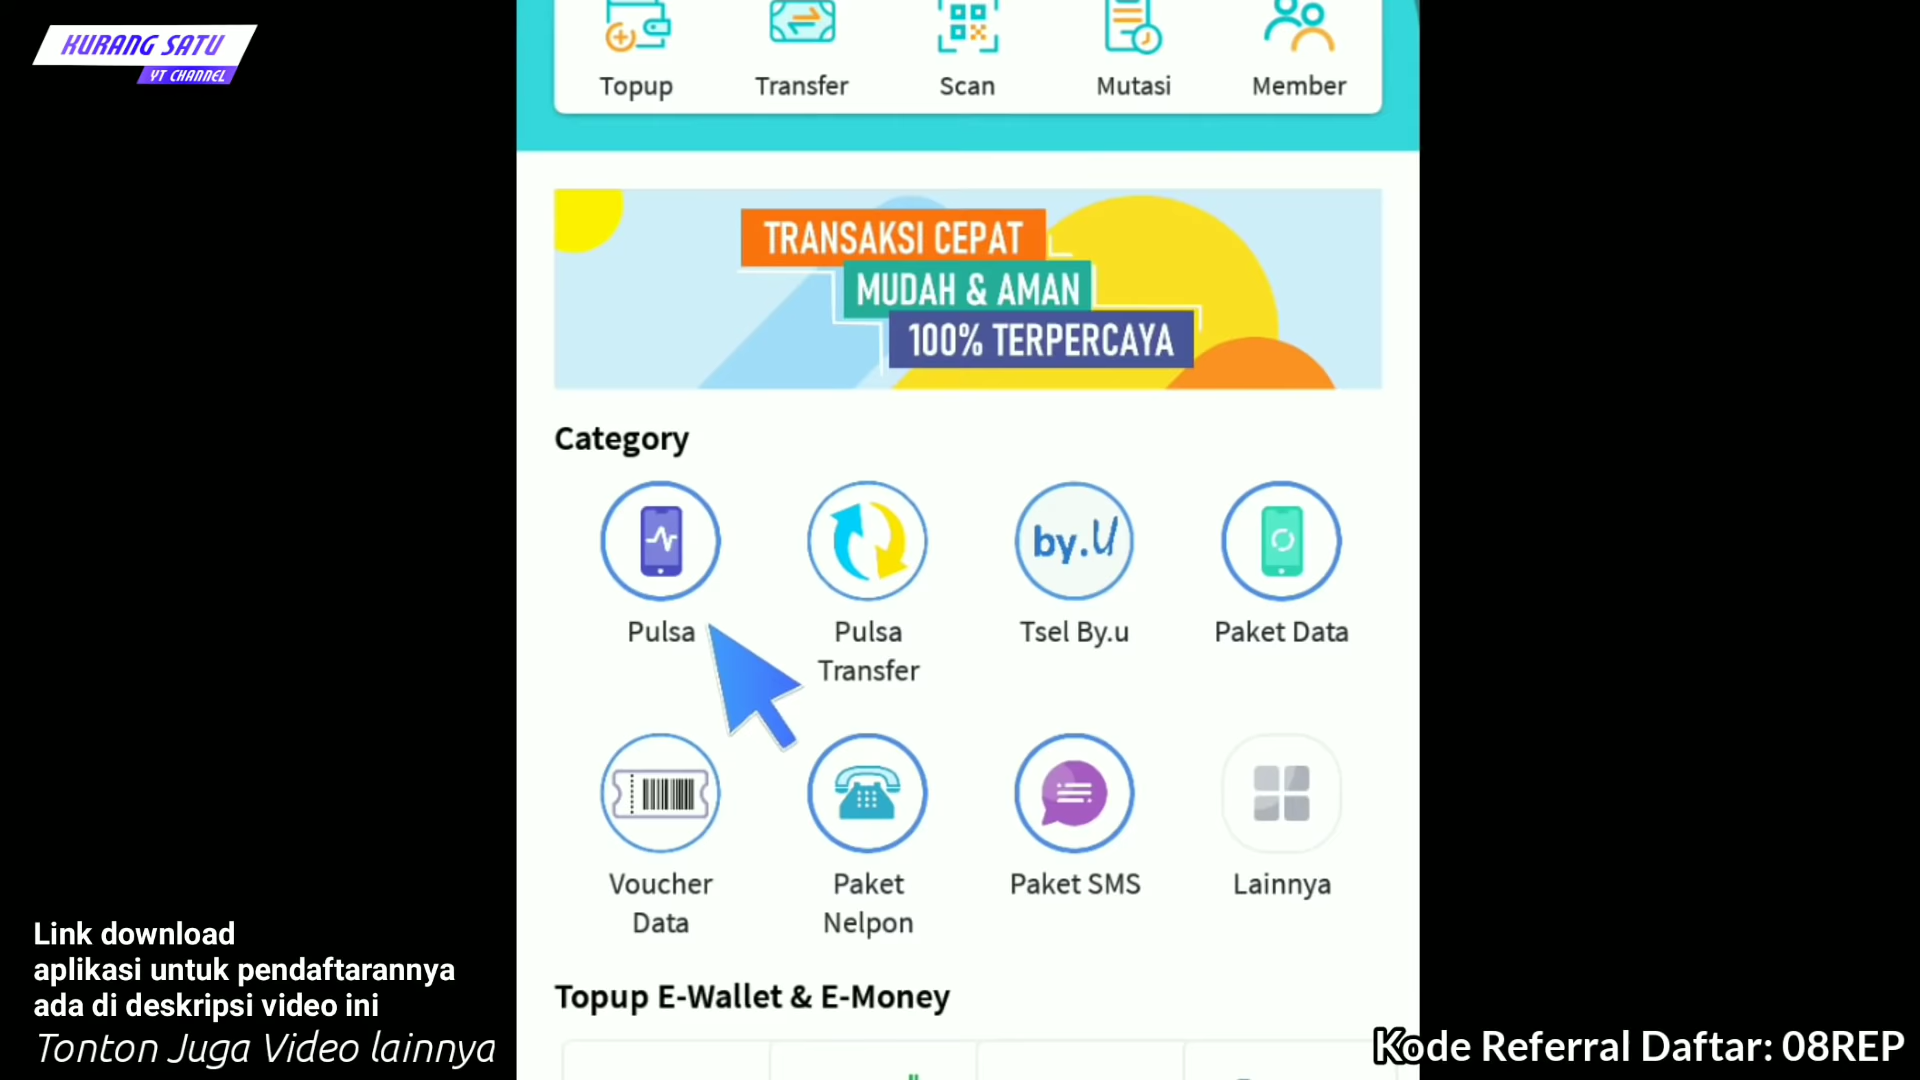 KURANG SATU
YT CHANNEL
Topup
Transfer
Scan
Mutasi
Member
TRANSAKSI CEPAT
MUDAH & AMAN
100% TERPERCAYA
Category
Pulsa
Pulsa
Transfer
by.U
Tsel By.u
Paket Data
Voucher
Data
Paket
Nelpon
Paket SMS
Lainnya
Topup E-Wallet & E-Money
Link download
aplikasi untuk pendaftarannya
ada di deskripsi video ini
Tonton Juga Video lainnya
Kode Referral Daftar: 08REP